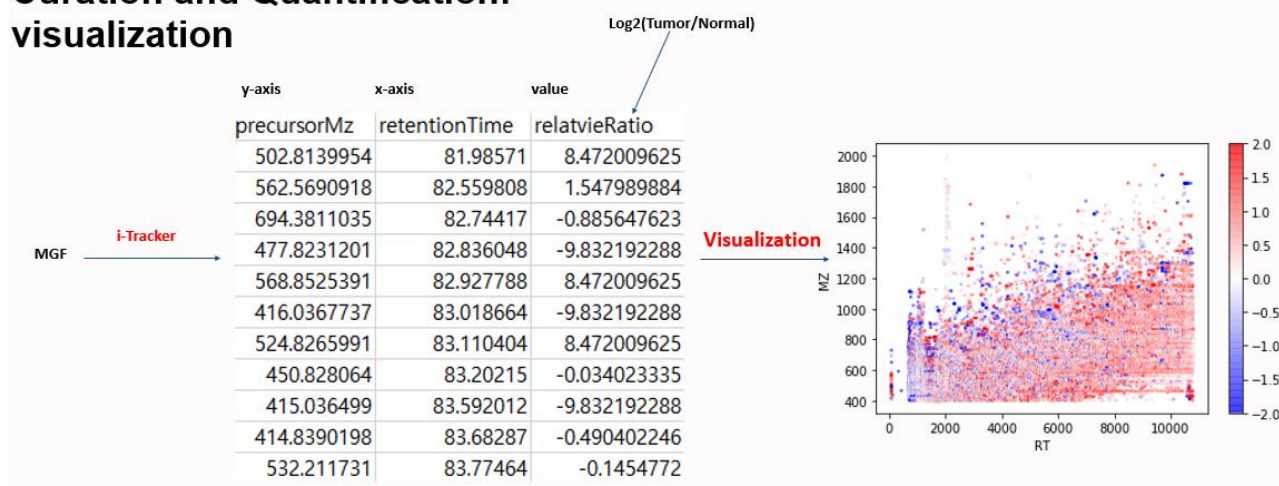 Curation and Quantification:
visualization
Log2(Tumor/Normal)
y-axis x-axis value
precursorMz retentionTime relatvieRatio
502.8139954 81.98571 8.472009625
562.5690918 82.559808 1.547989884
694.3811035 82.74417 -0.885647623
477.8231201 82.836048 -9.832192288
568.8525391 82.927788 8.472009625
416.0367737 83.018664 -9.832192288
524.8265991 83.110404 8.472009625
450.828064 83.20215 -0.034023335
415.036499 83.592012 -9.832192288
414.8390198 83.68287 -0.490402246
532.211731 83.77464 -0.1454772
MGF
i-Tracker
Visualization
2000
1800
1600
1400
1200
1000
800
600
400
MZ
0 2000 4000 6000 8000 10000
RT
2.0
1.5
1.0
0.5
0.0
−0.5
−1.0
−1.5
−2.0